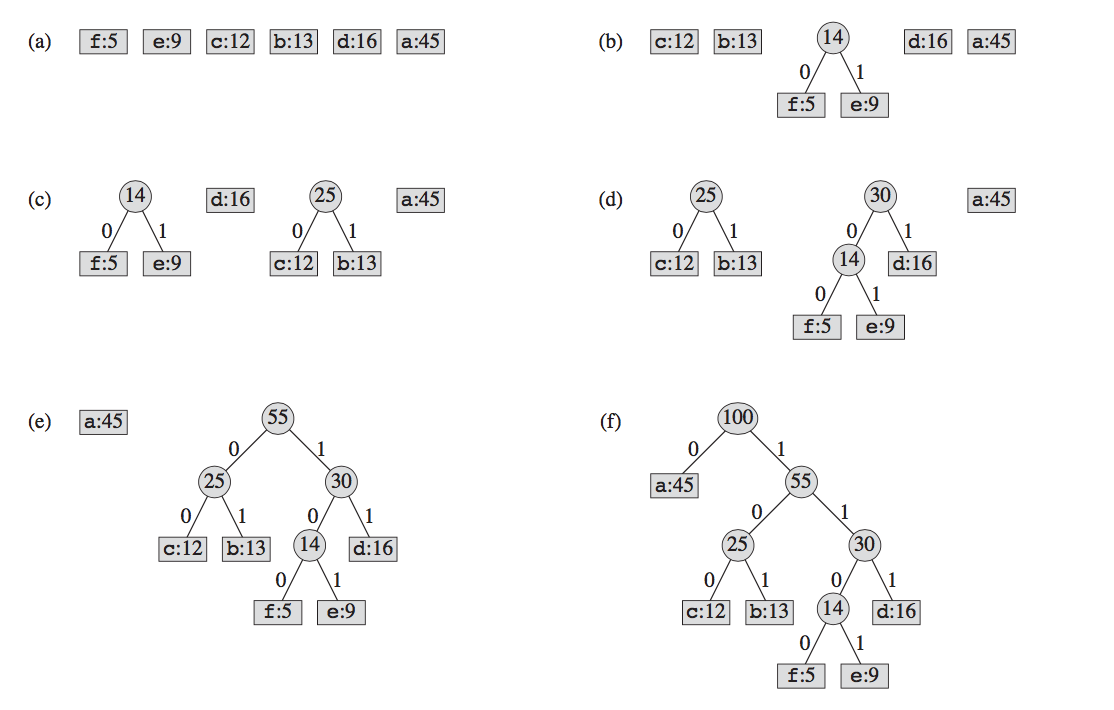 (a) f:5 e:9 c:12 b:13 d:16 a:45
(b) c:12 b:13 14 d:16 a:45
0 1
f:5 e:9
(c) 14 d:16 25 a:45
0 1 0 1
f:5 e:9 c:12 b:13
(d) 25 30 a:45
0 1 0 1
c:12 b:13 14 d:16
0 1
f:5 e:9
(e) a:45 55
0 1
25 30
0 1 0 1
c:12 b:13 14 d:16
0 1
f:5 e:9
(f) 100
0 1
a:45 55
0 1
25 30
0 1 0 1
c:12 b:13 14 d:16
0 1
f:5 e:9